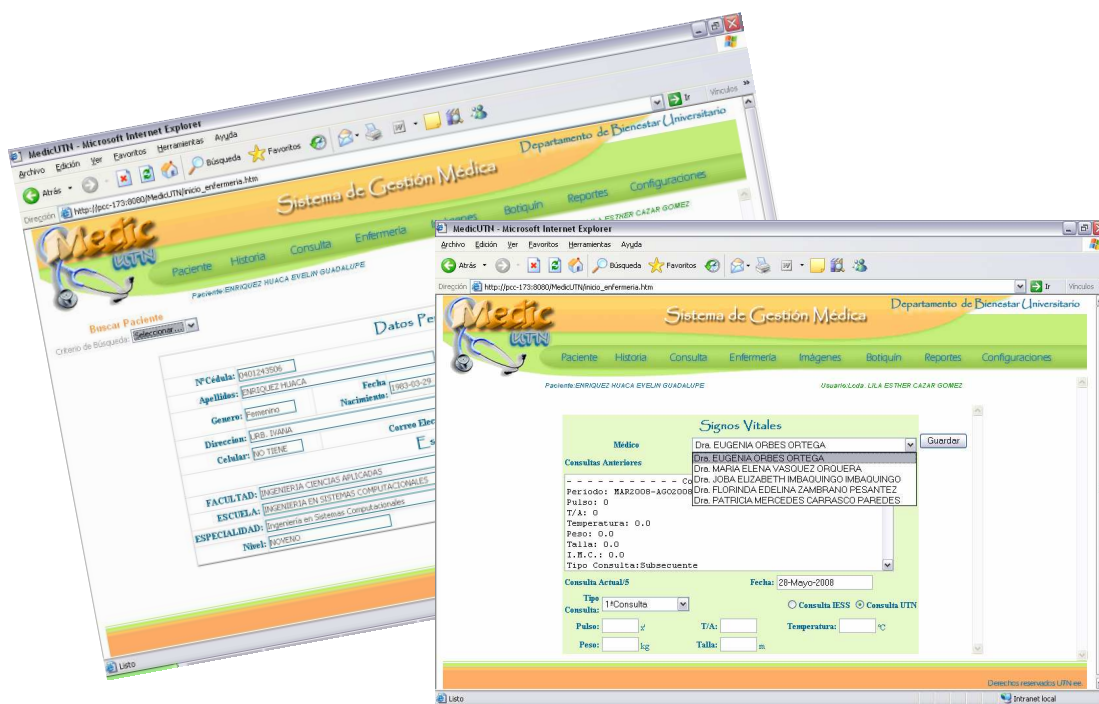 MedicUTN - Microsoft Internet Explorer
Archivo Edición Ver Favoritos Herramientas Ayuda
Atrás Búsqueda Favoritos
Dirección http://pcc-173:8080/MedicUTN/inicio_enfermeria.htm Ir Vínculos
Medic UTN
Sistema de Gestión Médica
Departamento de Bienestar Universitario
Paciente Historia Consulta Enfermería Botiquín Reportes Configuraciones
Paciente:ENRIQUEZ HUACA EVELIN GUADALUPE ESTHER CAZAR GOMEZ
Buscar Paciente
Criterio de Búsqueda: Seleccionar...
Datos Pe
NºCédula: 0401243506
Apellidos: ENRIQUEZ HUACA
Genero: Femenino
Fecha Nacimiento: 1983-03-29
Direccion: URB. IVANA
Celular: NO TIENE
Correo Elec
Es
FACULTAD: INGENIERIA CIENCIAS APLICADAS
ESCUELA: INGENIERIA EN SISTEMAS COMPUTACIONALES
ESPECIALIDAD: Ingenieria en Sistemas Computacionales
Nivel: NOVENO
Listo
MedicUTN - Microsoft Internet Explorer
Archivo Edición Ver Favoritos Herramientas Ayuda
Atrás Búsqueda Favoritos
Dirección http://pcc-173:8080/MedicUTN/inicio_enfermeria.htm Ir Vínculos
Medic UTN
Sistema de Gestión Médica
Departamento de Bienestar Universitario
Paciente Historia Consulta Enfermería Imágenes Botiquín Reportes Configuraciones
Paciente:ENRIQUEZ HUACA EVELIN GUADALUPE Usuario:Lcda. LILA ESTHER CAZAR GOMEZ
Signos Vitales
Médico Dra. EUGENIA ORBES ORTEGA Guardar
Dra. EUGENIA ORBES ORTEGA
Dra. MARIA ELENA VASQUEZ ORQUERA
Dra. JOBA ELIZABETH IMBAQUINGO IMBAQUINGO
Dra. FLORINDA EDELINA ZAMBRANO PESANTEZ
Dra. PATRICIA MERCEDES CARRASCO PAREDES
Consultas Anteriores
- - - - - - - - - - Co
Periodo: MAR2008-AGO2008
Pulso: 0
T/A: 0
Temperatura: 0.0
Peso: 0.0
Talla: 0.0
I.M.C.: 0.0
Tipo Consulta:Subsecuente
Consulta Actual/5 Fecha: 28-Mayo-2008
Tipo Consulta: 1ªConsulta Consulta IESS Consulta UTN
Pulso: x' T/A: Temperatura: ºC
Peso: kg Talla: m
Derechos reservados UTN ee.
Listo Intranet local